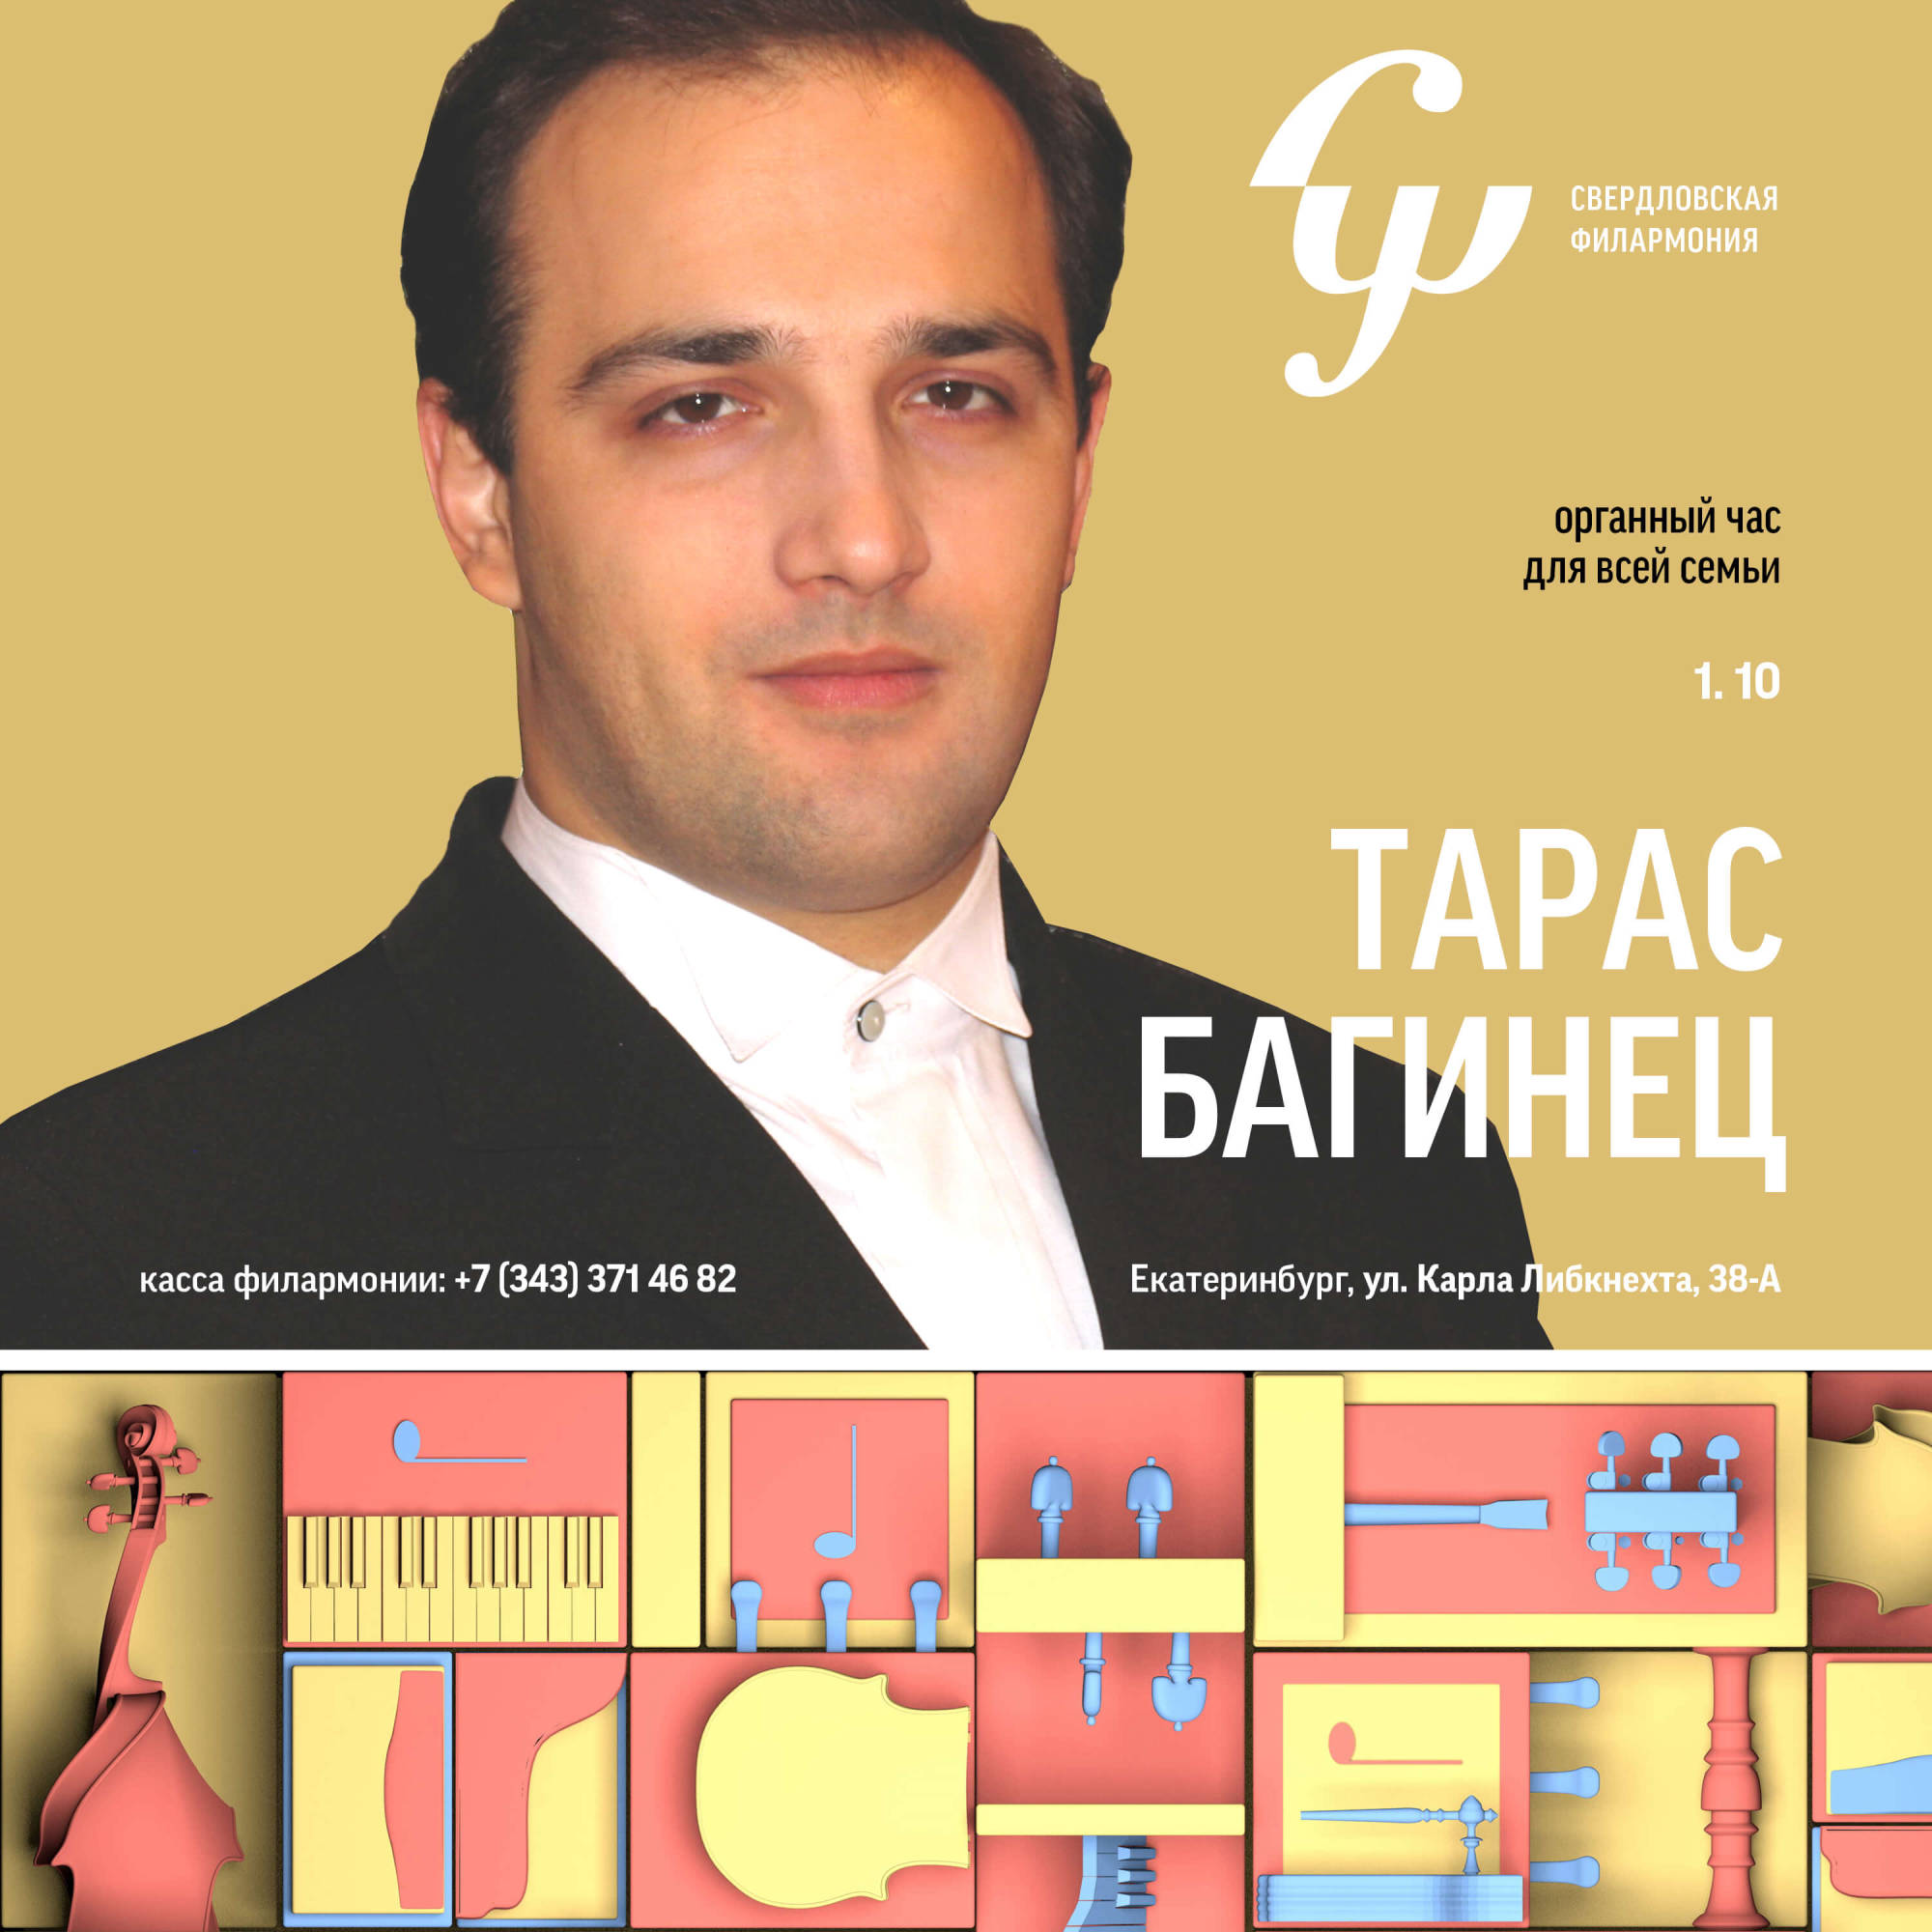 СВЕРДЛОВСКАЯ
ФИЛАРМОНИЯ
органный час
для всей семьи
1. 10
ТАРАС
БАГИНЕЦ
касса филармонии: +7 (343) 371 46 82
Екатеринбург, ул. Карла Либкнехта, 38-А